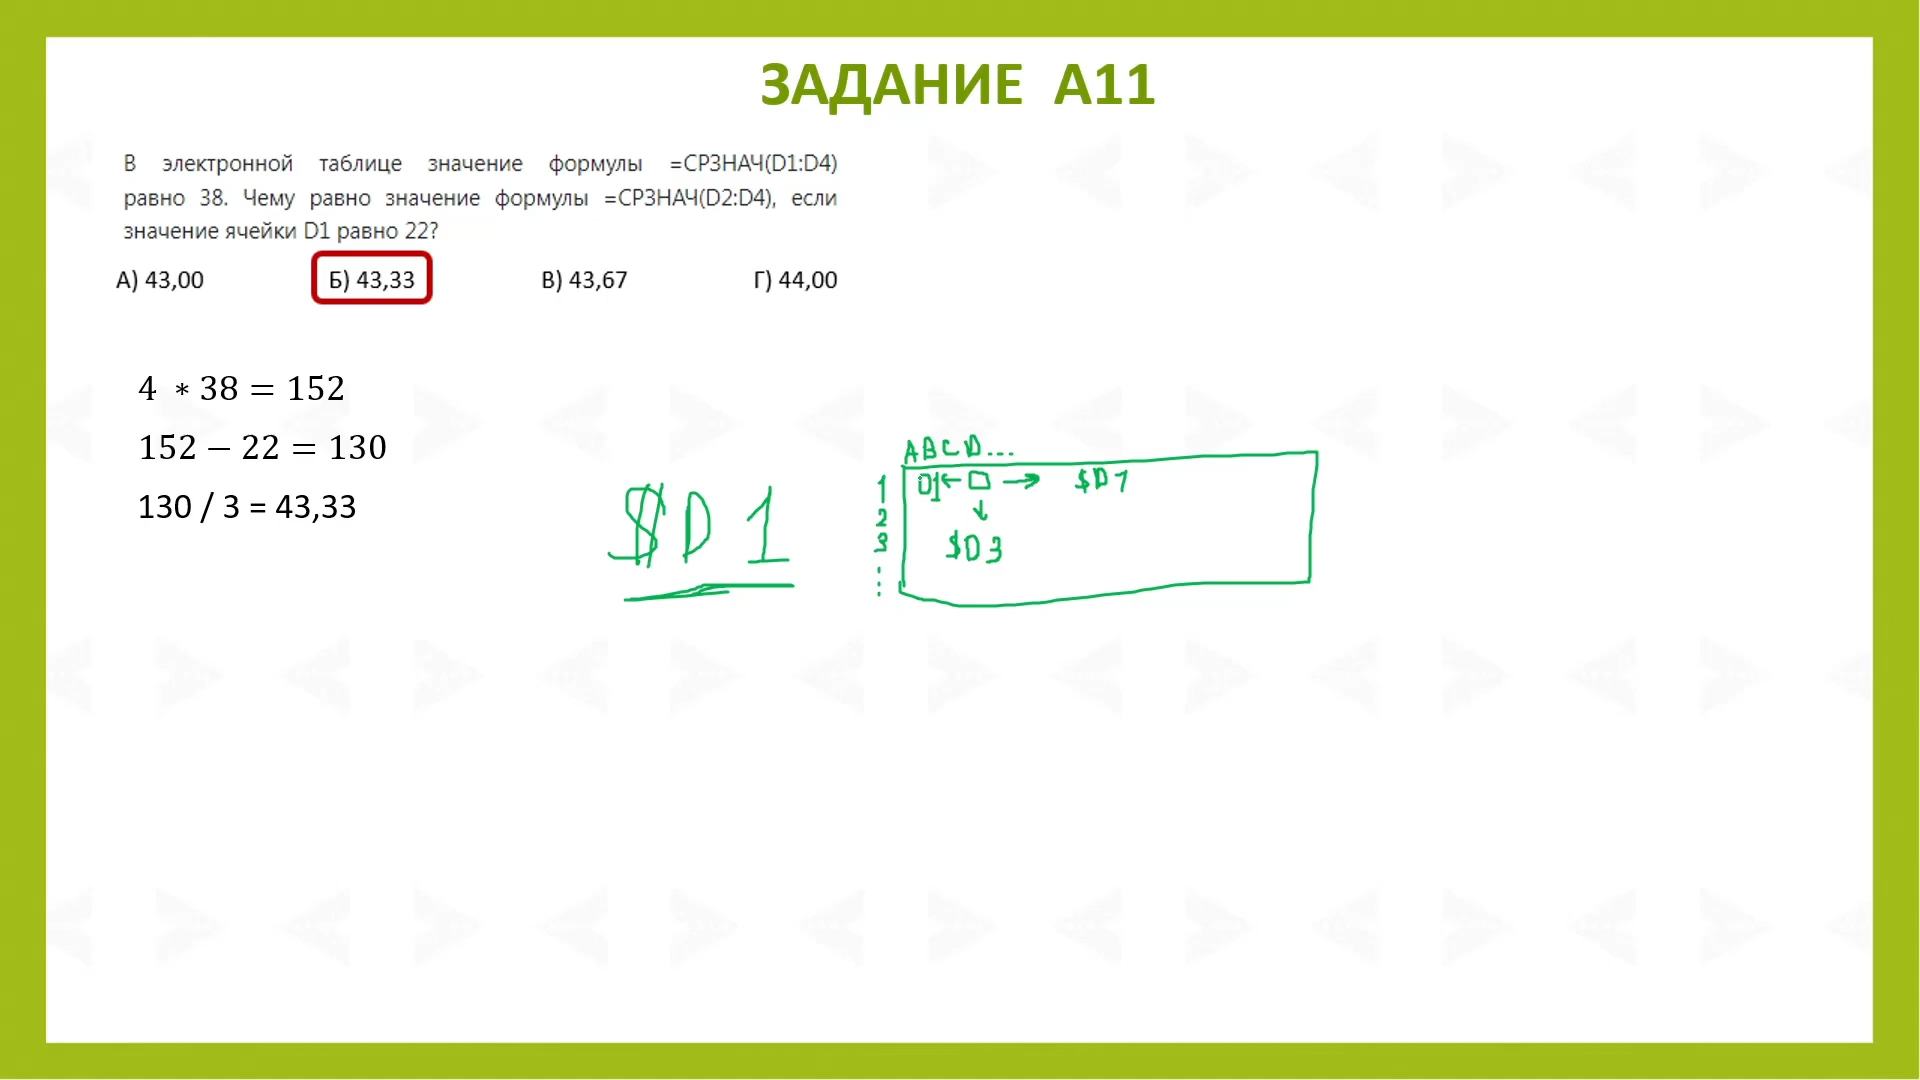 ЗАДАНИЕ А11
В электронной таблице значение формулы =СРЗНАЧ(D1:D4)
равно 38. Чему равно значение формулы =СРЗНАЧ(D2:D4), если
значение ячейки D1 равно 22?
А) 43,00 Б) 43,33 В) 43,67 Г) 44,00
4 * 38 = 152
152 − 22 = 130
130 / 3 = 43,33
$D1
A B C D...
1 D1 $D1
2
3 $D3